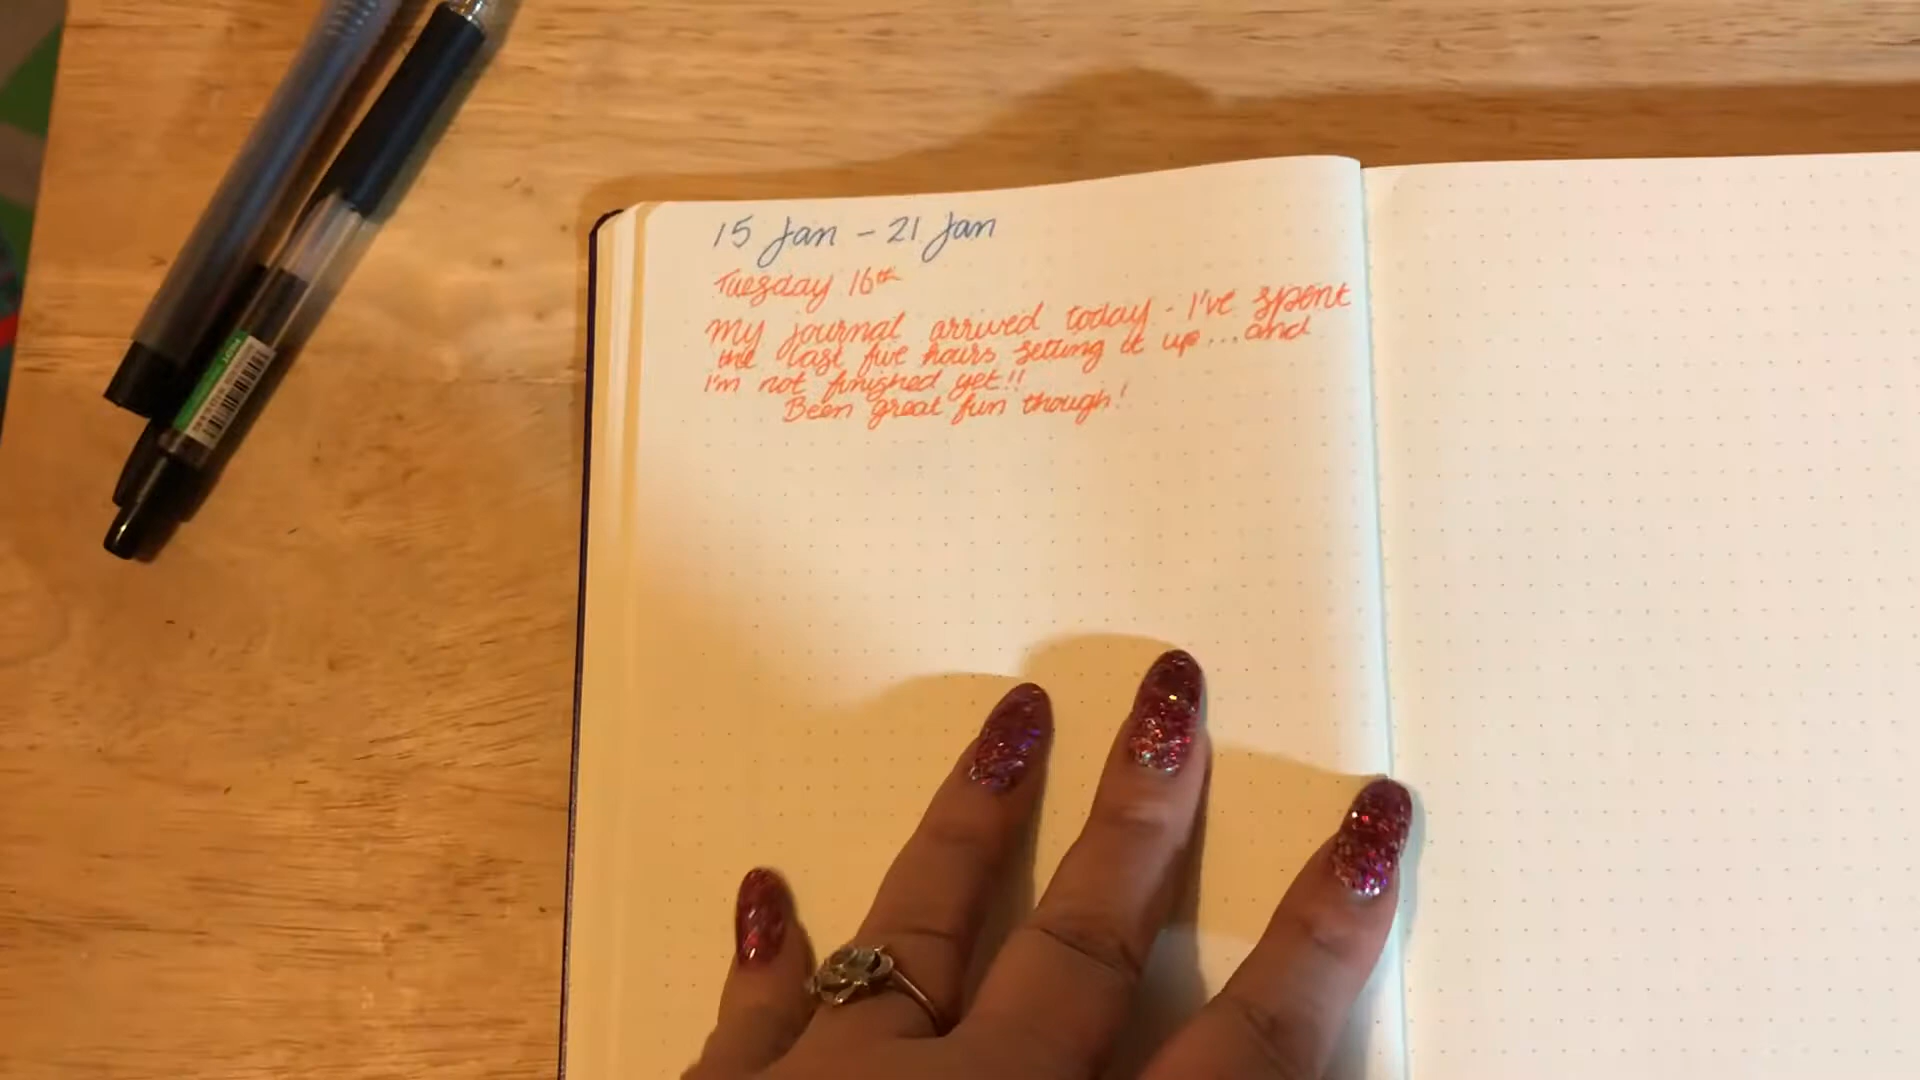 15 Jan - 21 Jan
Tuesday 16th
My journal arrived today - I've spent
the last five hours setting it up... and
I'm not finished yet!!
Been great fun though!
PILOT